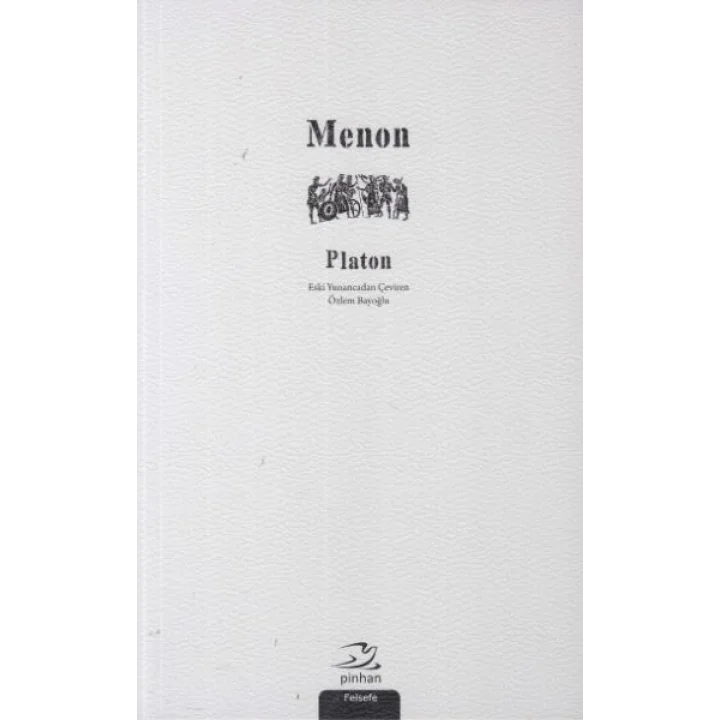 Menon
Platon
Eski Yunancadan Çeviren
Özlem Bayoğlu
pinhan
Felsefe